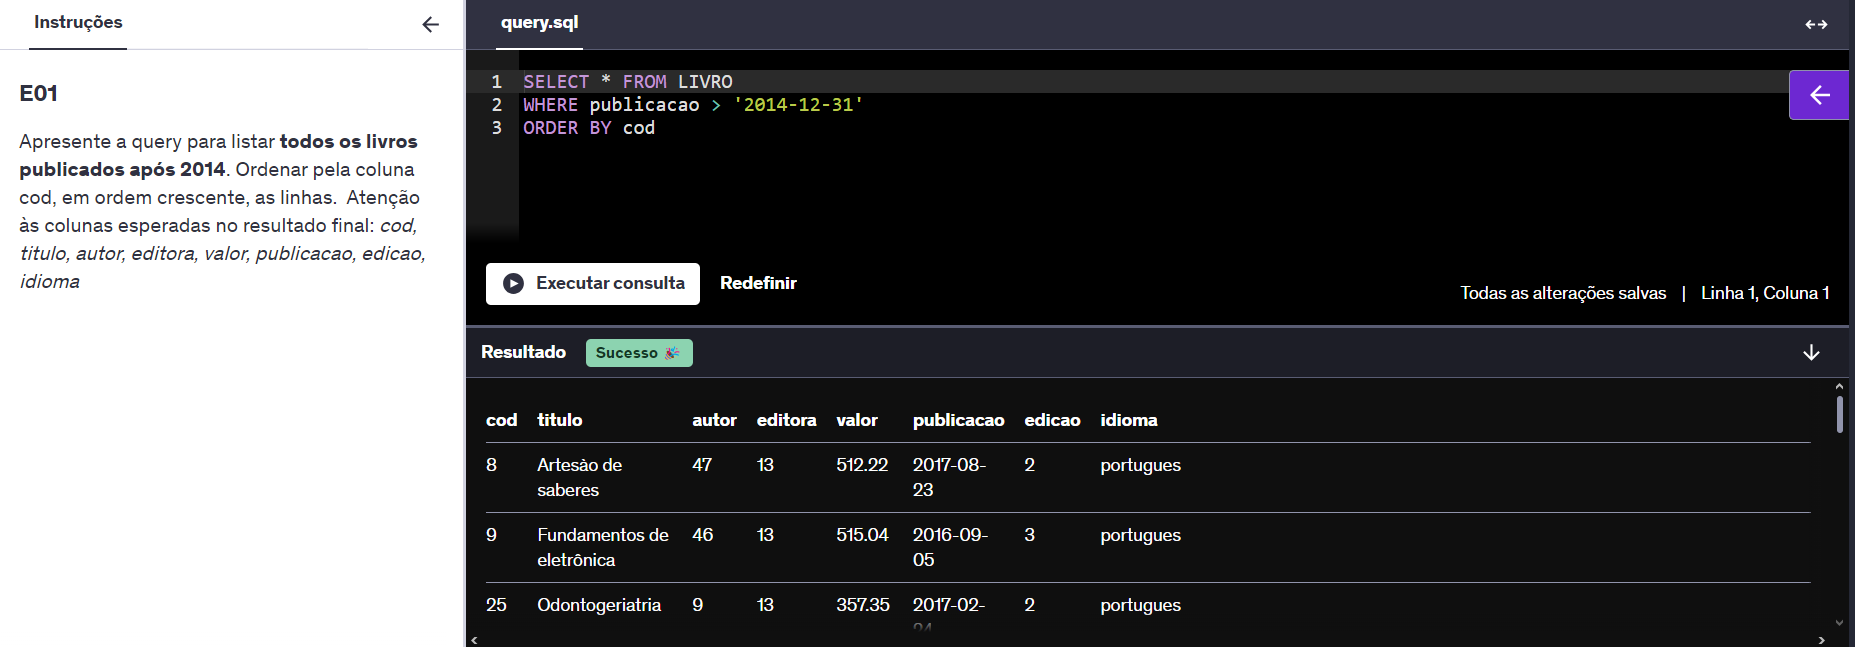 Instruções
E01
Apresente a query para listar todos os livros
publicados após 2014. Ordenar pela coluna
cod, em ordem crescente, as linhas. Atenção
às colunas esperadas no resultado final: cod,
titulo, autor, editora, valor, publicacao, edicao,
idioma
query.sql
1 SELECT * FROM LIVRO
2 WHERE publicacao > '2014-12-31'
3 ORDER BY cod
Executar consulta Redefinir
Todas as alterações salvas | Linha 1, Coluna 1
Resultado Sucesso
cod titulo autor editora valor publicacao edicao idioma
8 Artesào de 47 13 512.22 2017-08- 2 portugues
saberes 23
9 Fundamentos de 46 13 515.04 2016-09- 3 portugues
eletrônica 05
25 Odontogeriatria 9 13 357.35 2017-02- 2 portugues
24